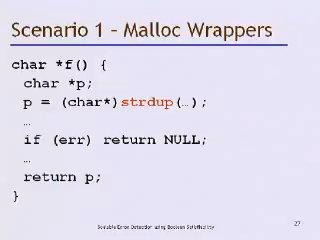 Scenario 1 – Malloc Wrappers
char *f() {
char *p;
p = (char*)strdup(…);
…
if (err) return NULL;
…
return p;
}
Scalable Error Detection using Boolean Satisfiability
27